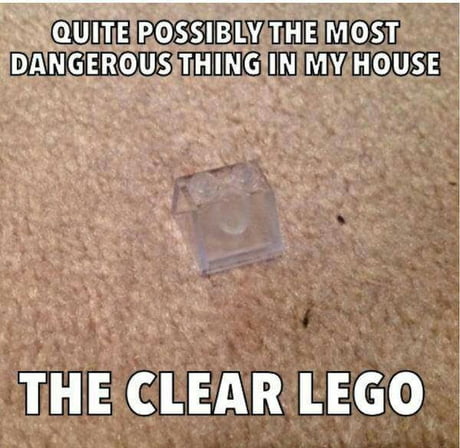 QUITE POSSIBLY THE MOST
DANGEROUS THING IN MY HOUSE
THE CLEAR LEGO